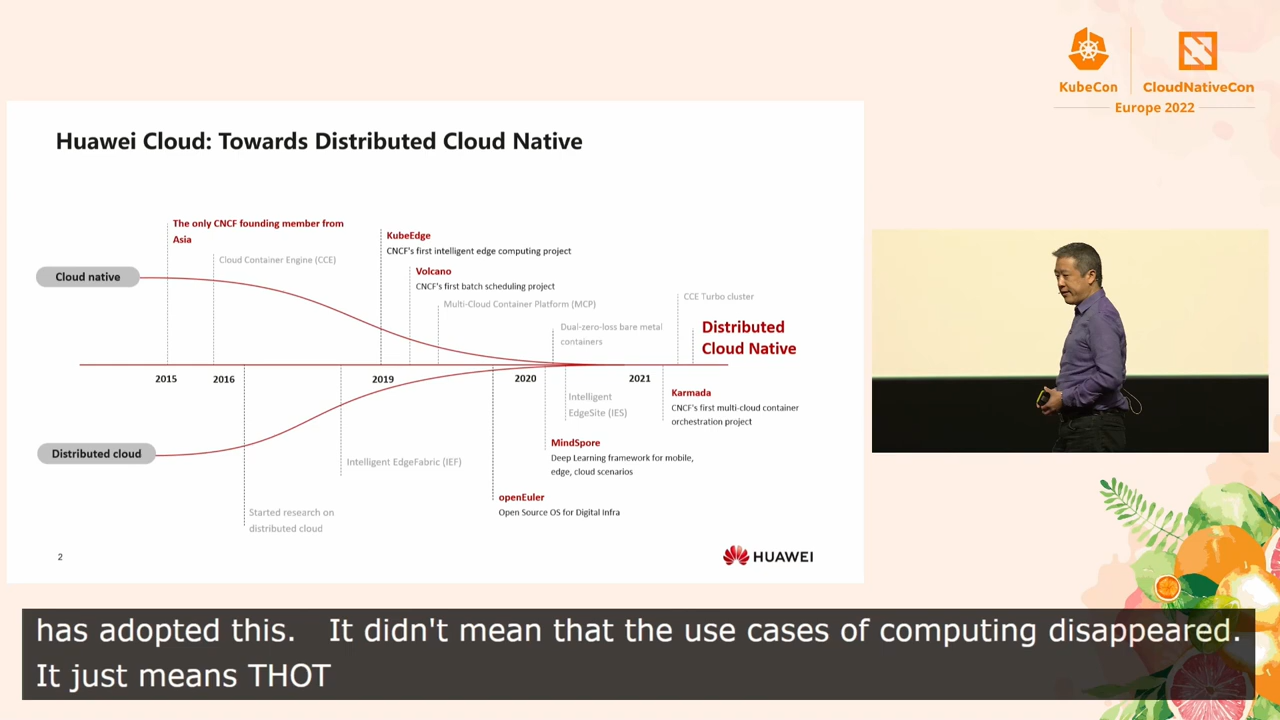 KubeCon
CloudNativeCon
Europe 2022
Huawei Cloud: Towards Distributed Cloud Native
The only CNCF founding member from
Asia
Cloud Container Engine (CCE)
KubeEdge
CNCF's first intelligent edge computing project
Cloud native
Volcano
CNCF's first batch scheduling project
Multi-Cloud Container Platform (MCP)
CCE Turbo cluster
Dual-zero-loss bare metal
containers
Distributed
Cloud Native
2015
2016
2019
2020
2021
Intelligent
EdgeSite (IES)
Karmada
CNCF's first multi-cloud container
orchestration project
Distributed cloud
Intelligent EdgeFabric (IEF)
MindSpore
Deep Learning framework for mobile,
edge, cloud scenarios
openEuler
Open Source OS for Digital Infra
Started research on
distributed cloud
2
HUAWEI
has adopted this. It didn't mean that the use cases of computing disappeared.
It just means THOT